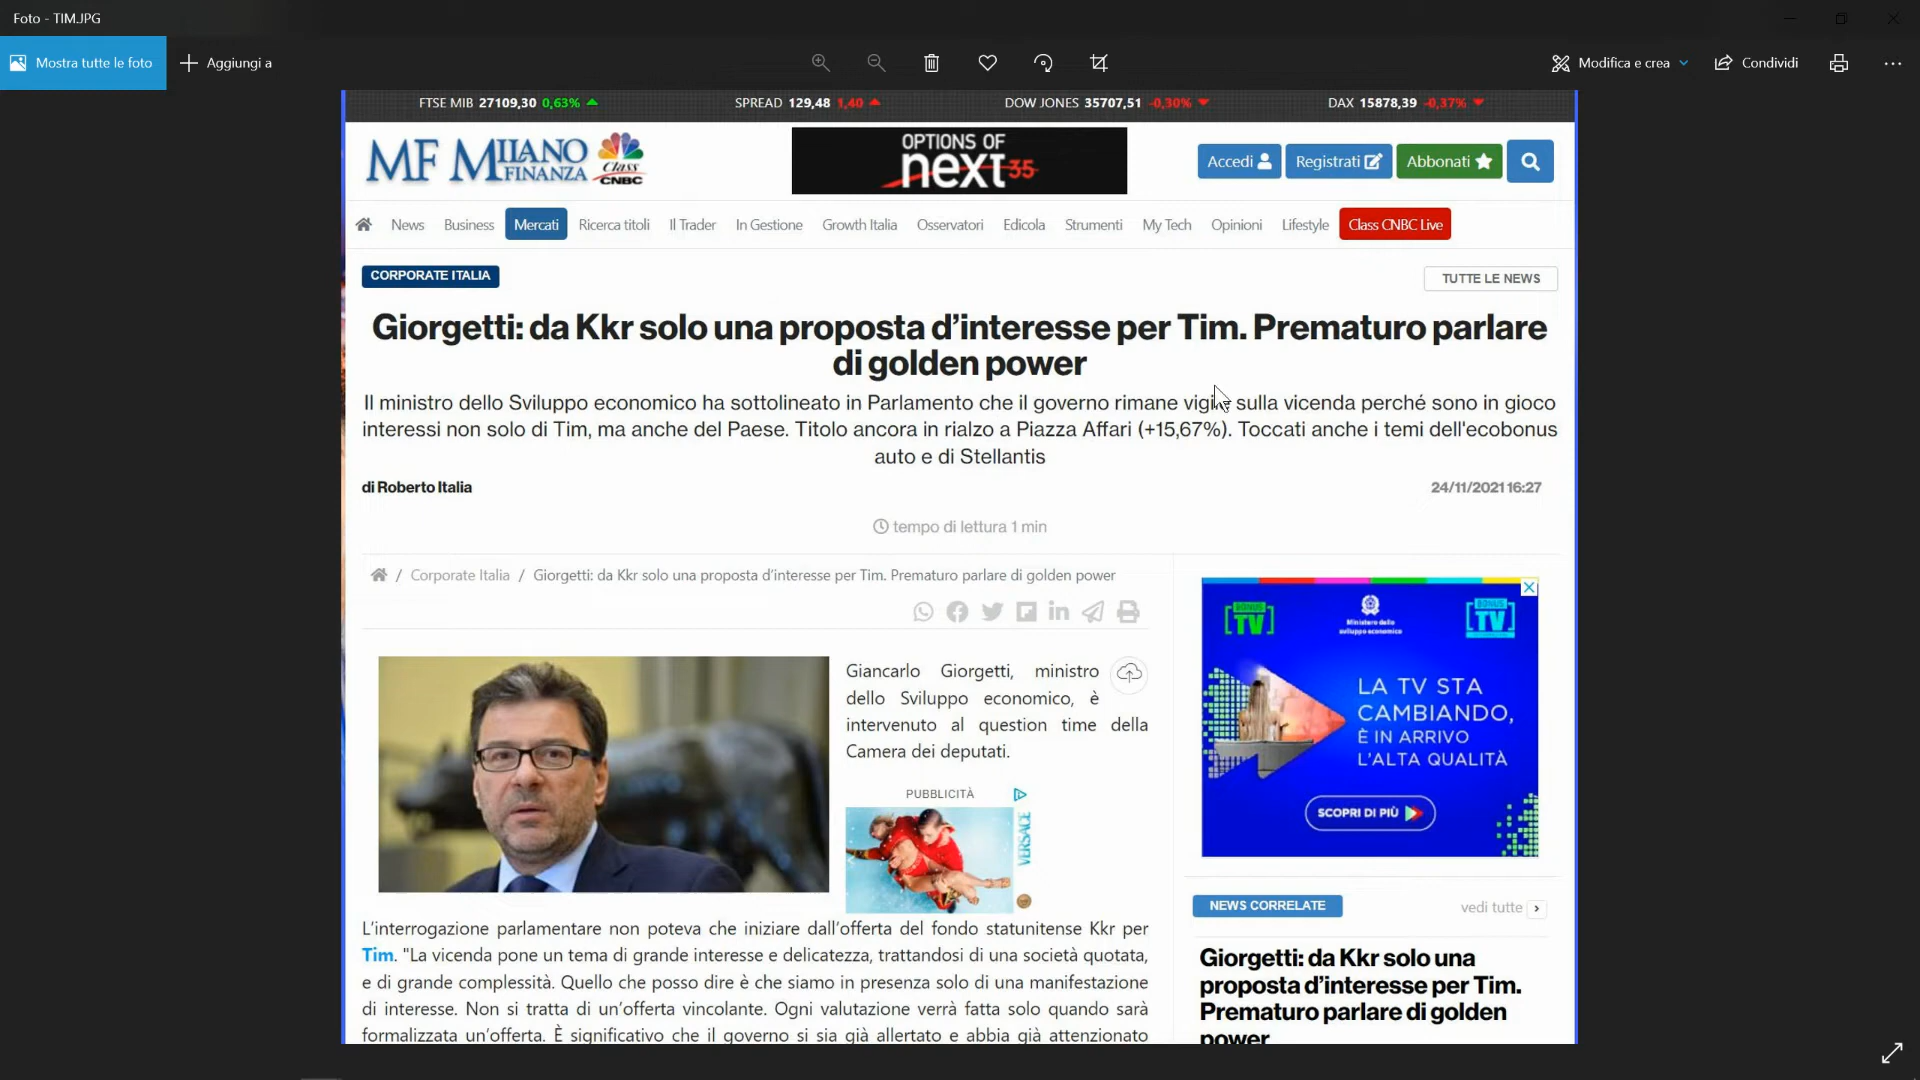 Foto - TIM.JPG
Mostra tutte le foto
Aggiungi a
Modifica e crea
Condividi
FTSE MIB 27109,30 0,63%
SPREAD 129,48 1,40
DOW JONES 35707,51 -0,30%
DAX 15878,39 -0,37%
MF MILANO FINANZA
Class CNBC
OPTIONS OF
next 35
Accedi
Registrati
Abbonati
News
Business
Mercati
Ricerca titoli
Il Trader
In Gestione
Growth Italia
Osservatori
Edicola
Strumenti
My Tech
Opinioni
Lifestyle
Class CNBC Live
CORPORATE ITALIA
TUTTE LE NEWS
Giorgetti: da Kkr solo una proposta d'interesse per Tim. Prematuro parlare
di golden power
Il ministro dello Sviluppo economico ha sottolineato in Parlamento che il governo rimane vigile sulla vicenda perché sono in gioco
interessi non solo di Tim, ma anche del Paese. Titolo ancora in rialzo a Piazza Affari (+15,67%). Toccati anche i temi dell'ecobonus
auto e di Stellantis
di Roberto Italia
24/11/2021 16:27
tempo di lettura 1 min
/ Corporate Italia / Giorgetti: da Kkr solo una proposta d'interesse per Tim. Prematuro parlare di golden power
Giancarlo Giorgetti, ministro
dello Sviluppo economico, è
intervenuto al question time della
Camera dei deputati.
PUBBLICITÀ
VERSACE
L'interrogazione parlamentare non poteva che iniziare dall'offerta del fondo statunitense Kkr per
Tim. "La vicenda pone un tema di grande interesse e delicatezza, trattandosi di una società quotata,
e di grande complessità. Quello che posso dire è che siamo in presenza solo di una manifestazione
di interesse. Non si tratta di un'offerta vincolante. Ogni valutazione verrà fatta solo quando sarà
formalizzata un'offerta. È significativo che il governo si sia già allertato e abbia già attenzionato
BONUS
TV
Ministero dello
sviluppo economico
BONUS
TV
LA TV STA
CAMBIANDO,
È IN ARRIVO
L'ALTA QUALITÀ
SCOPRI DI PIÙ
NEWS CORRELATE
vedi tutte
Giorgetti: da Kkr solo una
proposta d'interesse per Tim.
Prematuro parlare di golden
power